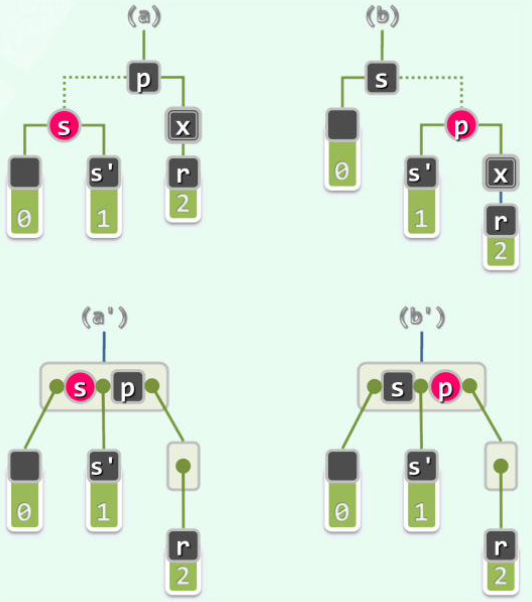 (a) (b)
p s
s x p
s' r s' x
0 1 2 0 1 r
2
(a') (b')
s p s p
s' s'
0 1 r 0 1 r
2 2